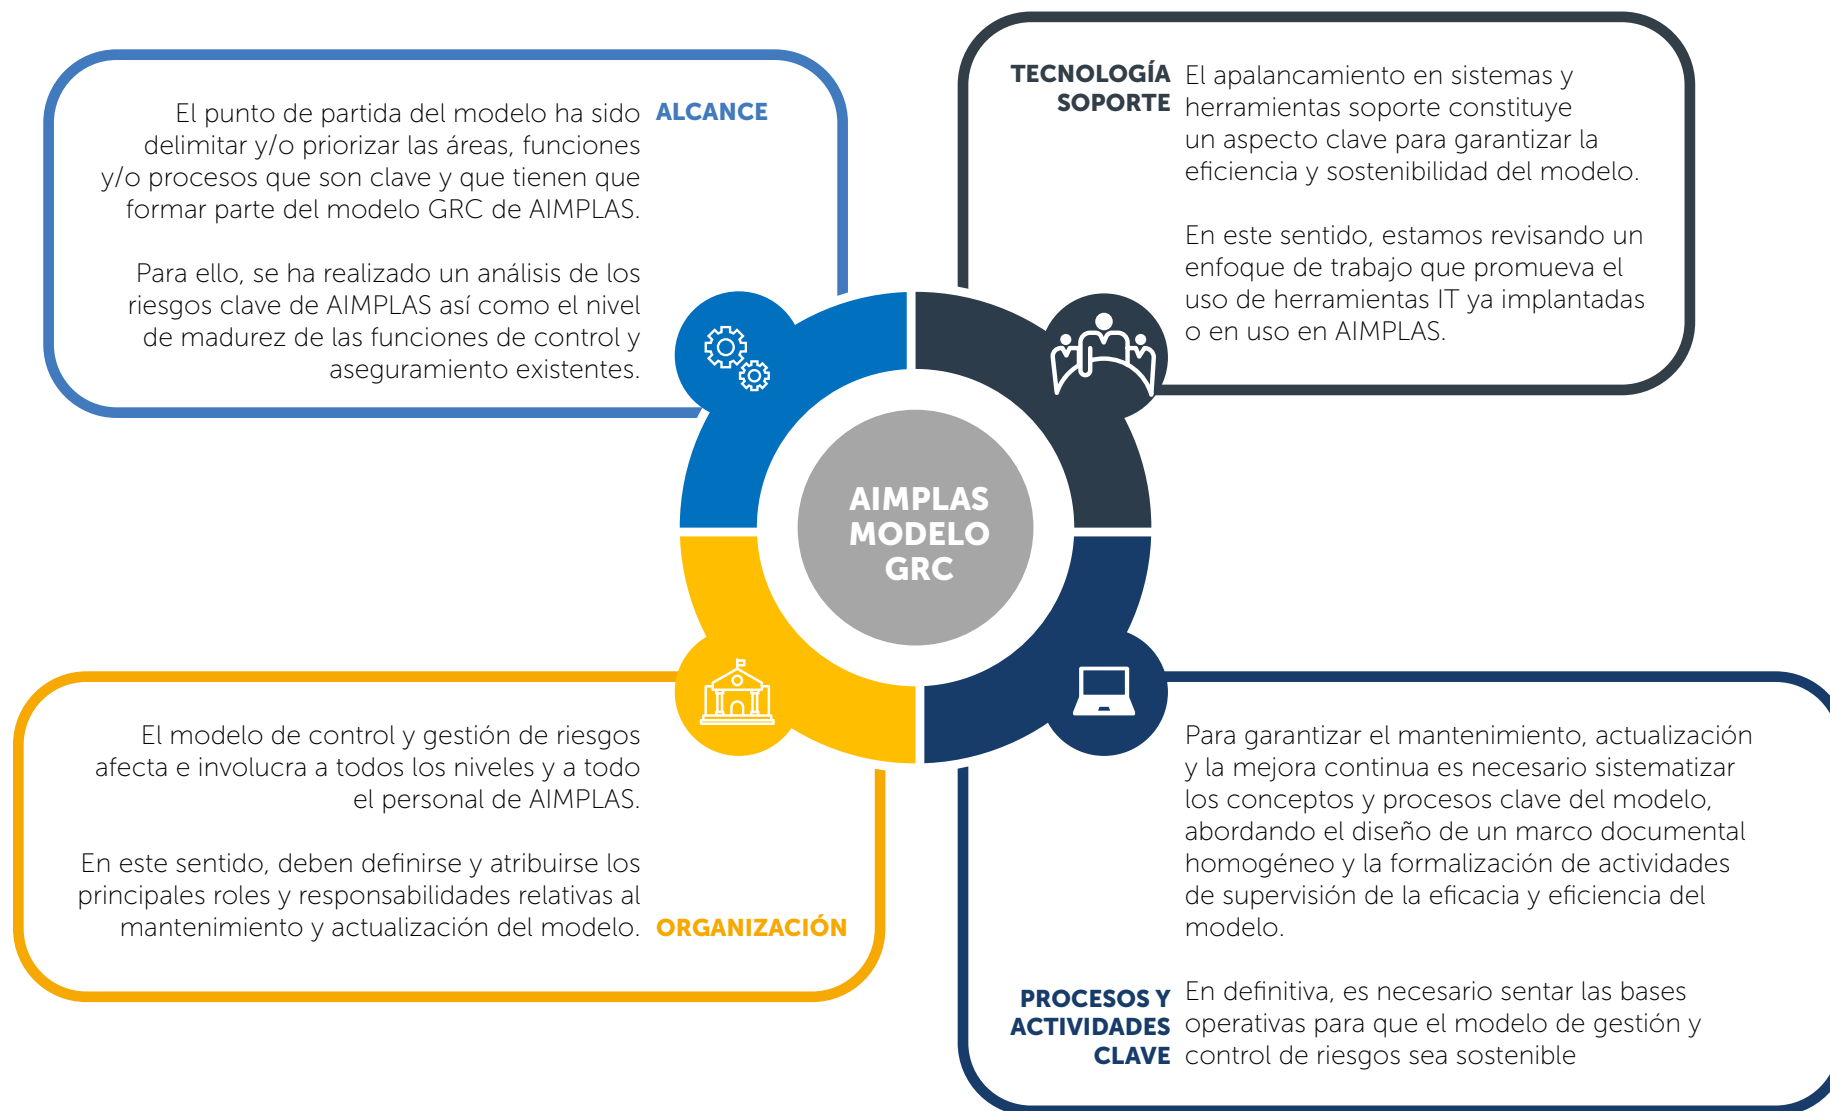 El punto de partida del modelo ha sido
delimitar y/o priorizar las áreas, funciones
y/o procesos que son clave y que tienen que
formar parte del modelo GRC de AIMPLAS.
Para ello, se ha realizado un análisis de los
riesgos clave de AIMPLAS así como el nivel
de madurez de las funciones de control y
aseguramiento existentes.
ALCANCE
TECNOLOGÍA
SOPORTE
El apalancamiento en sistemas y
herramientas soporte constituye
un aspecto clave para garantizar la
eficiencia y sostenibilidad del modelo.
En este sentido, estamos revisando un
enfoque de trabajo que promueva el
uso de herramientas IT ya implantadas
o en uso en AIMPLAS.
AIMPLAS
MODELO
GRC
El modelo de control y gestión de riesgos
afecta e involucra a todos los niveles y a todo
el personal de AIMPLAS.
En este sentido, deben definirse y atribuirse los
principales roles y responsabilidades relativas al
mantenimiento y actualización del modelo.
ORGANIZACIÓN
Para garantizar el mantenimiento, actualización
y la mejora continua es necesario sistematizar
los conceptos y procesos clave del modelo,
abordando el diseño de un marco documental
homogéneo y la formalización de actividades
de supervisión de la eficacia y eficiencia del
modelo.
PROCESOS Y
ACTIVIDADES
CLAVE
En definitiva, es necesario sentar las bases
operativas para que el modelo de gestión y
control de riesgos sea sostenible